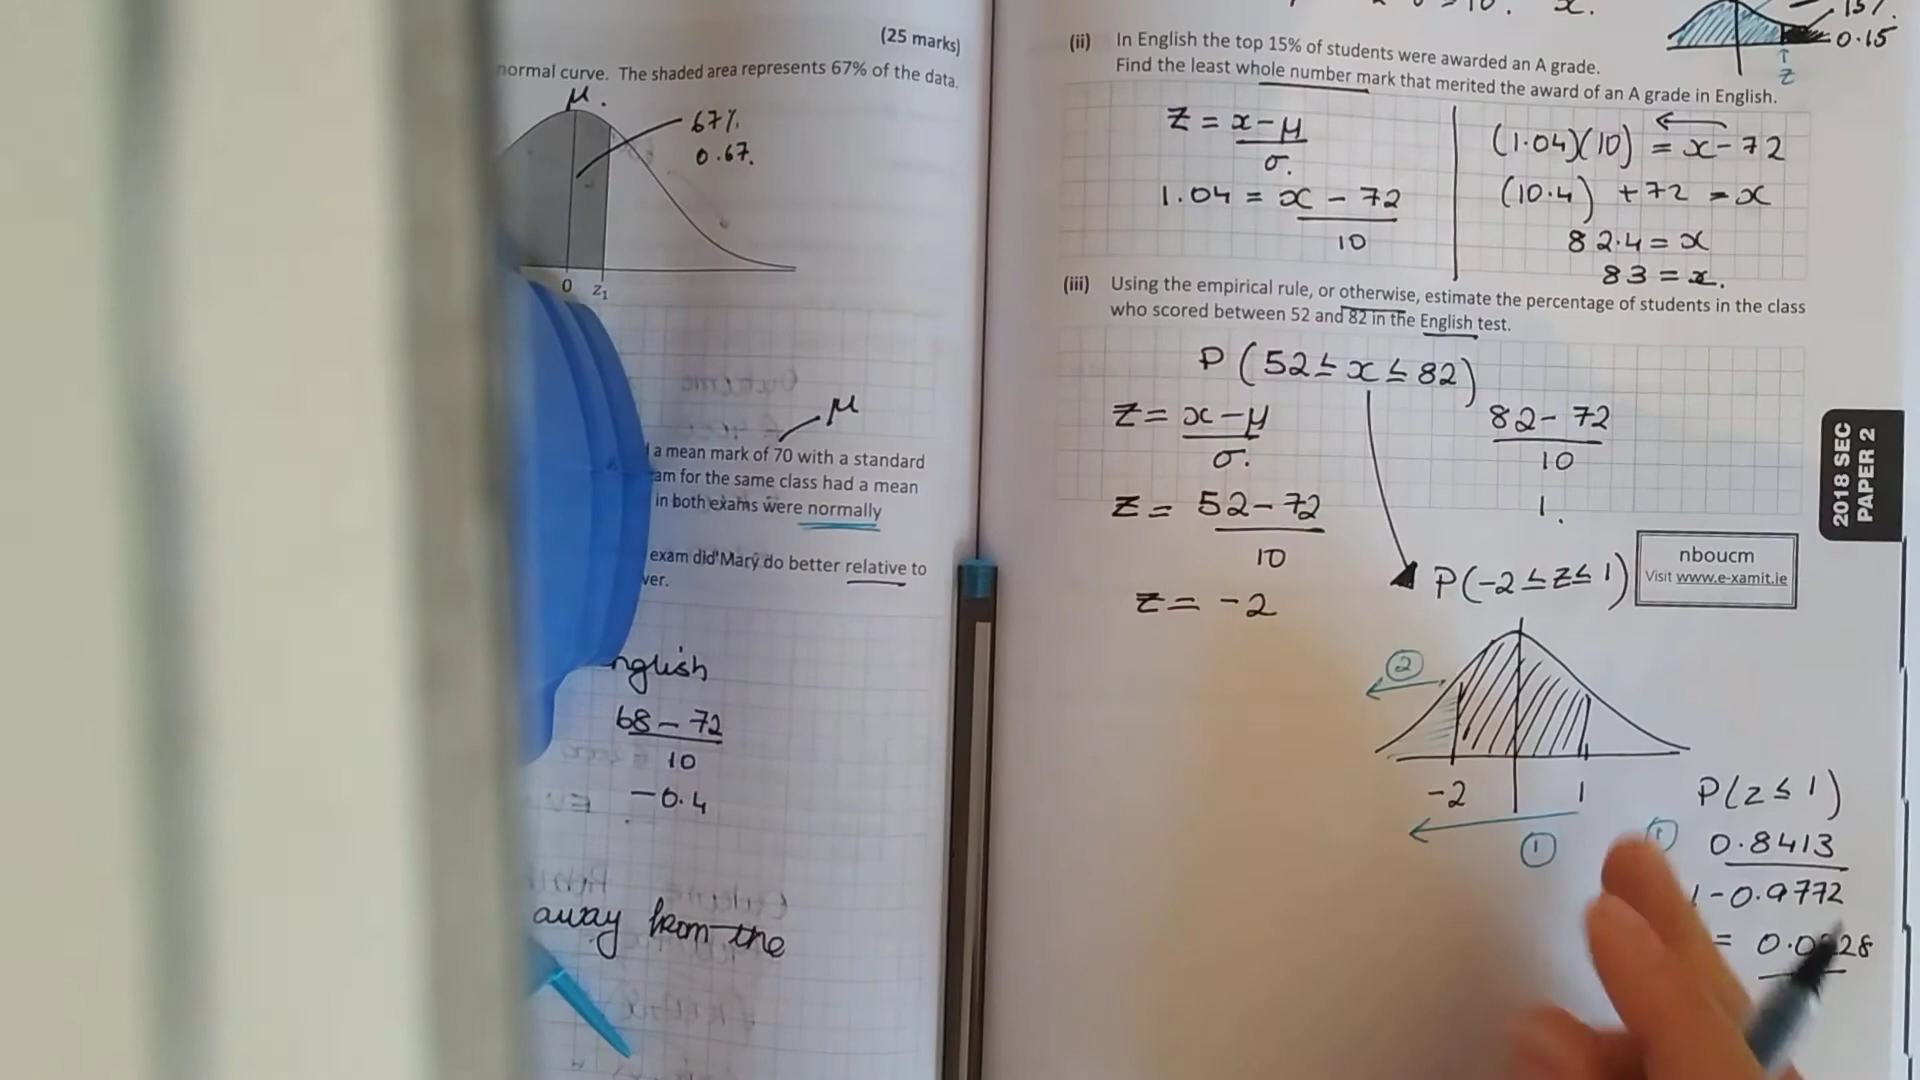 (25 marks)
normal curve. The shaded area represents 67% of the data.
μ.
67%
0.67.
0 z₁
μ
a mean mark of 70 with a standard
am for the same class had a mean
in both exams were normally
exam did Mary do better relative to
ver.
nglish
68 – 72
10
– 0.4
away from the
15%
0.15
z
(ii) In English the top 15% of students were awarded an A grade.
Find the least whole number mark that merited the award of an A grade in English.
z = x – μ
σ.
1.04 = x – 72
10
(1.04)(10) = x – 72
(10.4) + 72 = x
82.4 = x
83 = x.
(iii) Using the empirical rule, or otherwise, estimate the percentage of students in the class
who scored between 52 and 82 in the English test.
P(52 ≤ x ≤ 82)
z = x – μ
σ.
z = 52 – 72
10
z = –2
82 – 72
10
1.
P(–2 ≤ z ≤ 1)
2018 SEC
PAPER 2
nboucm
Visit www.e-xamit.ie
②
–2 1
①
P(z ≤ 1)
① 0.8413
1 – 0.9772